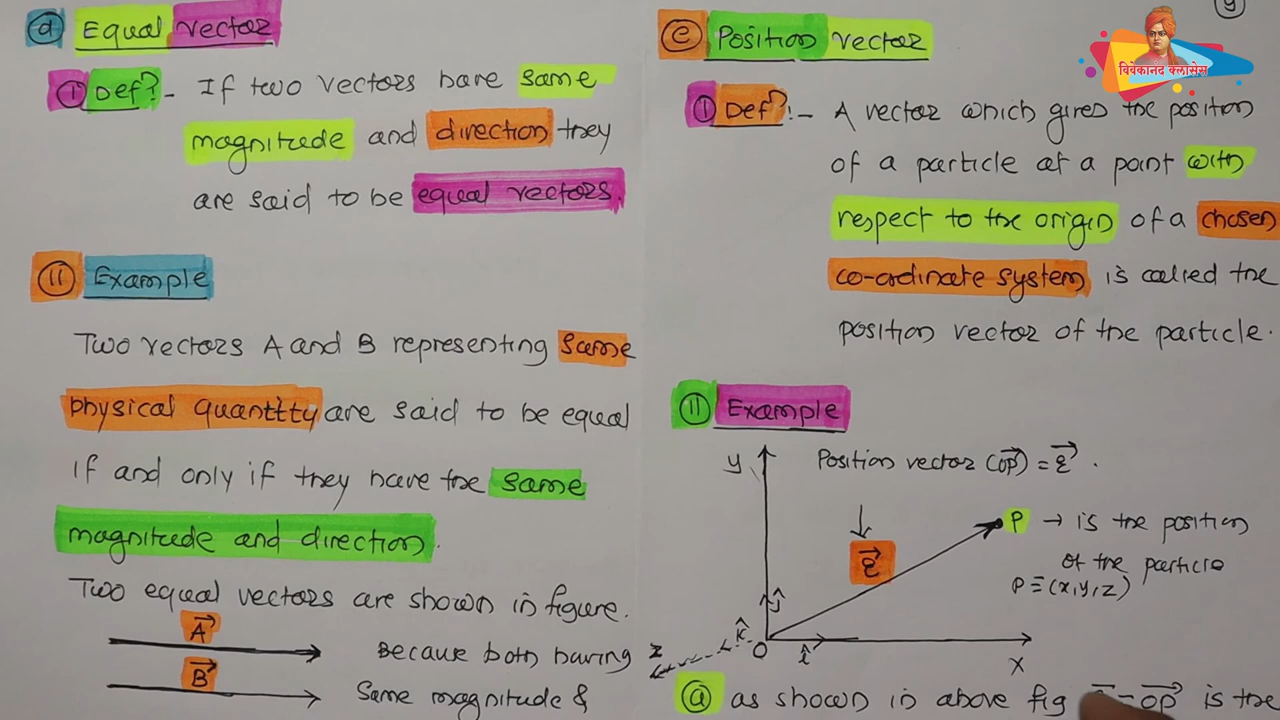 (d) Equal vector
(I) Defⁿ:- If two vectors have same
magnitude and direction they
are said to be equal vectors.
(II) Example
Two vectors A and B representing same
physical quantity are said to be equal
if and only if they have the same
magnitude and direction.
Two equal vectors are shown in figure.
A⃗
B⃗
Becaue both having
Same magnitude &
9
विवेकानंद क्लासेस
(e) Position vector
(I) Defⁿ:- A vector which gives the position
of a particle at a point with
respect to the origin of a chosen
co-ordinate system is called the
position vector of the particle.
(II) Example
y
Position vector (OP⃗) = r⃗ .
P → is the position
of the particle
P ≡ (x,y,z)
r⃗
ĵ
k̂
z
O
î
X
(a) as shown in above fig = OP⃗ is the